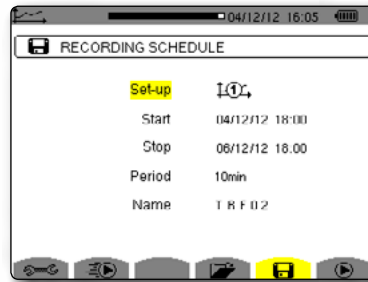 04/12/12 16:05
RECORDING SCHEDULE
Set-up 1
Start 04/12/12 18:00
Stop 06/12/12 18.00
Period 10min
Name T R E 0 2